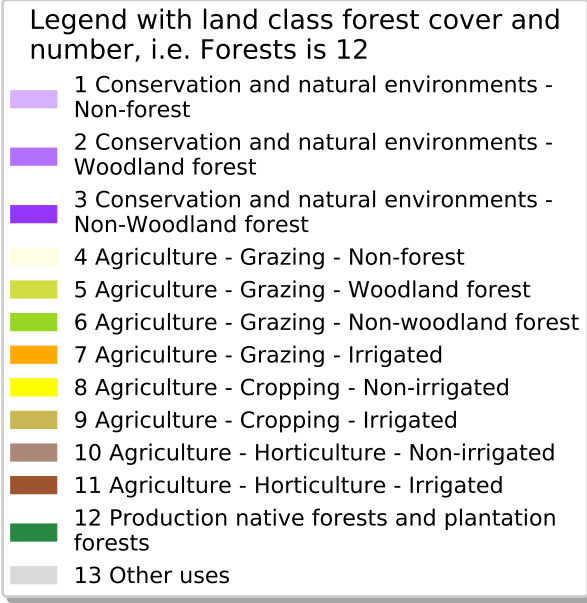 Legend with land class forest cover and
number, i.e. Forests is 12
1 Conservation and natural environments -
Non-forest
2 Conservation and natural environments -
Woodland forest
3 Conservation and natural environments -
Non-Woodland forest
4 Agriculture - Grazing - Non-forest
5 Agriculture - Grazing - Woodland forest
6 Agriculture - Grazing - Non-woodland forest
7 Agriculture - Grazing - Irrigated
8 Agriculture - Cropping - Non-irrigated
9 Agriculture - Cropping - Irrigated
10 Agriculture - Horticulture - Non-irrigated
11 Agriculture - Horticulture - Irrigated
12 Production native forests and plantation
forests
13 Other uses